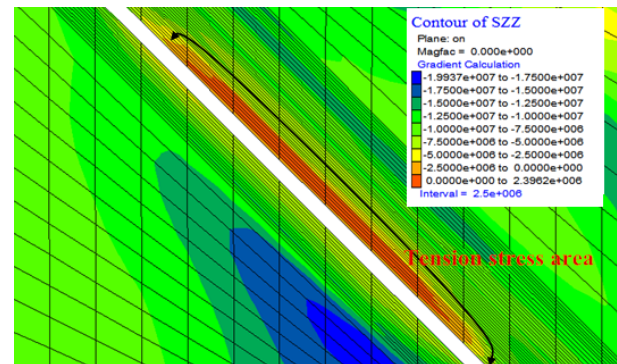 Contour of SZZ
Plane: on
Magfac = 0.000e+000
Gradient Calculation
-1.9937e+007 to -1.7500e+007
-1.7500e+007 to -1.5000e+007
-1.5000e+007 to -1.2500e+007
-1.2500e+007 to -1.0000e+007
-1.0000e+007 to -7.5000e+006
-7.5000e+006 to -5.0000e+006
-5.0000e+006 to -2.5000e+006
-2.5000e+006 to 0.0000e+000
0.0000e+000 to 2.3962e+006
Interval = 2.5e+006
Tension stress area